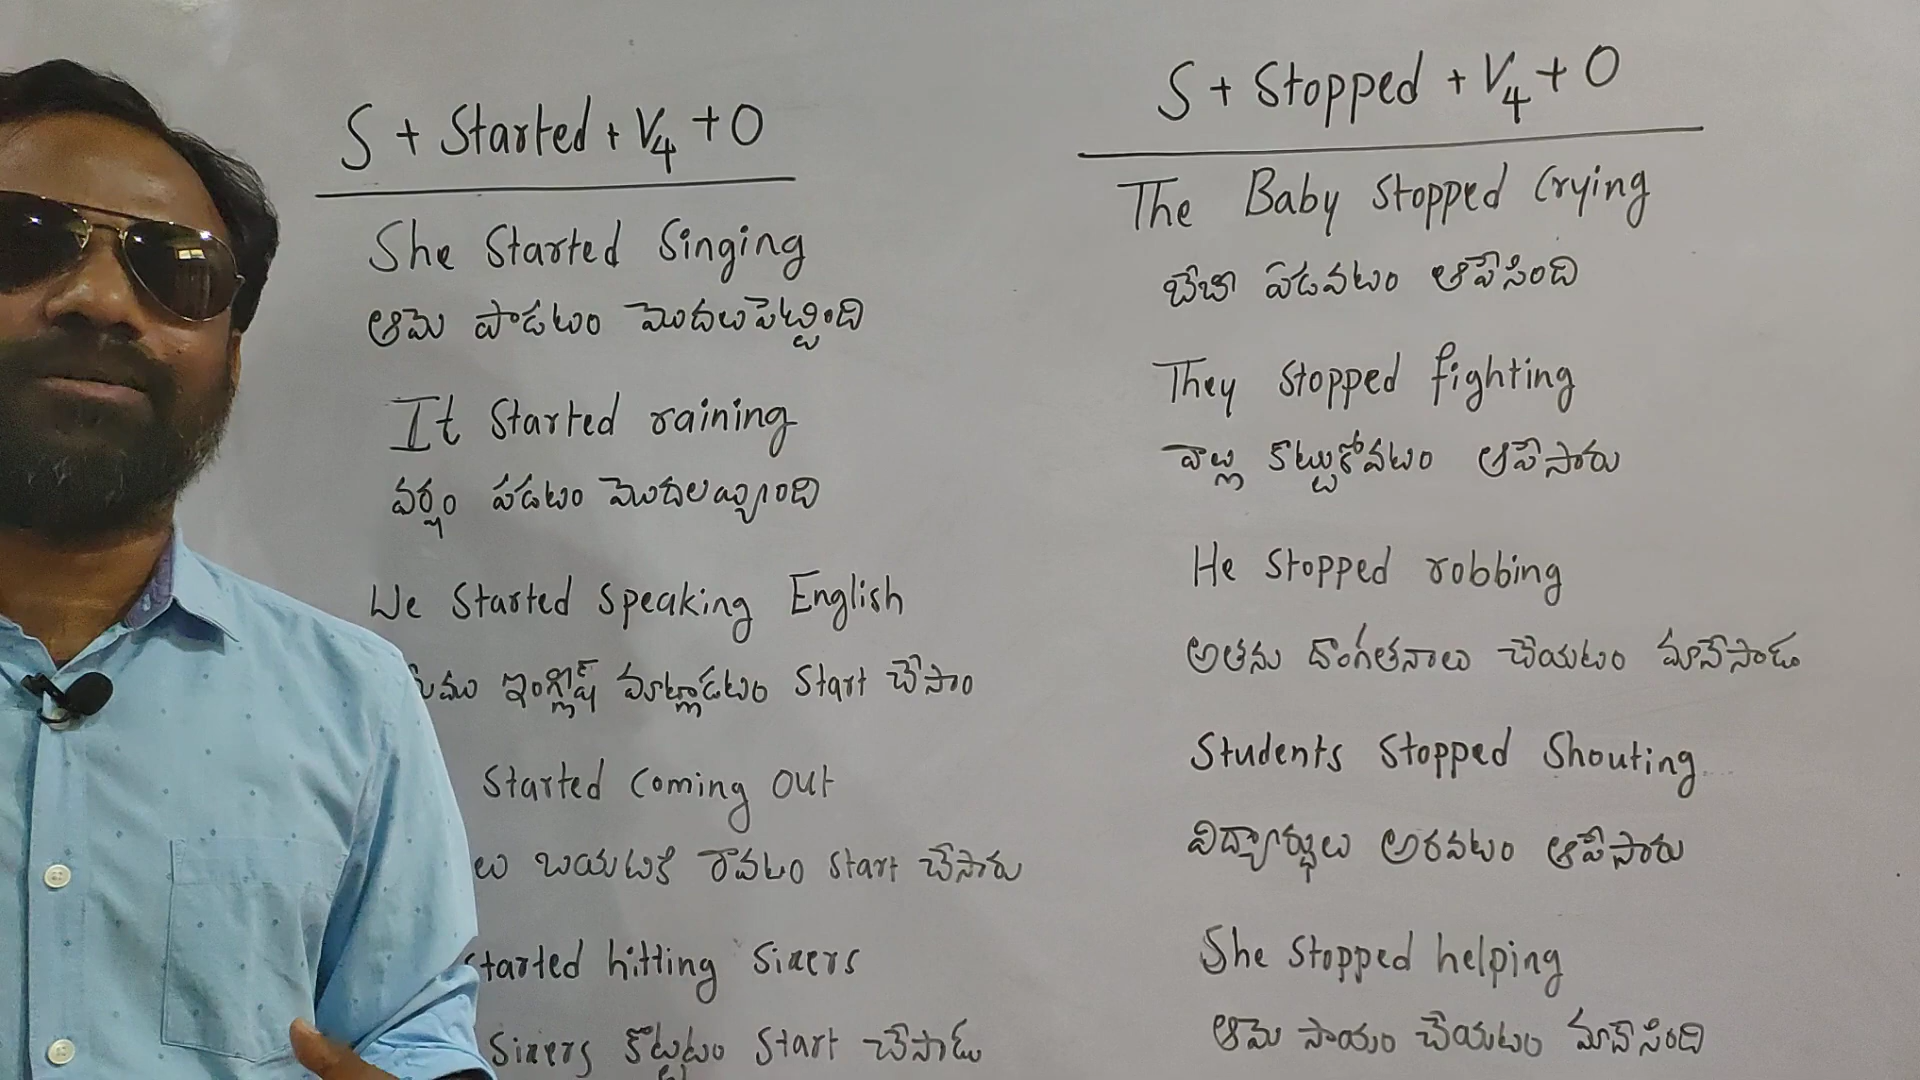 S + Started + V4 + O
She Started Singing
ఆమె పాడటం మొదలుపెట్టింది
It Started raining
వర్షం పడటం మొదలయ్యింది
We Started Speaking English
ఇంగ్లీష్ మాట్లాడటం Start చేసాం
Started Coming Out
లు బయటకి రావటం Start చేసారు
Started hitting Sixers
Sixers కొట్టటం Start చేసాడు
S + Stopped + V4 + O
The Baby Stopped Crying
బేబీ ఏడవటం ఆపేసింది
They Stopped fighting
వాళ్ల కొట్టుకోవటం ఆపేసారు
He Stopped robbing
అతను దొంగతనాలు చేయటం మానేసాడు
Students Stopped Shouting
విద్యార్థులు అరవటం ఆపేసారు
She Stopped helping
ఆమె సాయం చేయటం మానేసింది